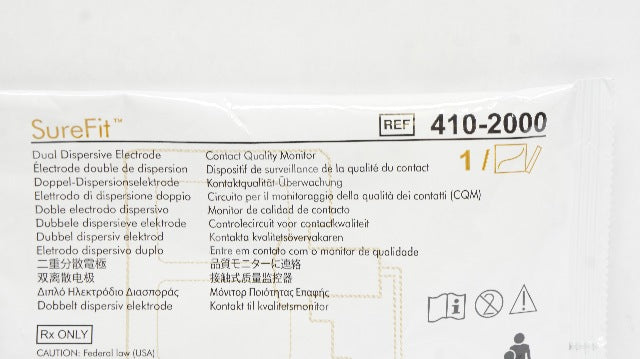 SureFit™ REF 410-2000
1 /
Dual Dispersive Electrode Contact Quality Monitor
Électrode double de dispersion Dispositif de surveillance de la qualité du contact
Doppel-Dispersionselektrode Kontaktqualität-Überwachung
Elettrodo di dispersione doppio Circuito per il monitoraggio della qualità dei contatti (CQM)
Doble electrodo dispersivo Monitor de calidad de contacto
Dubbele dispersieve elektrode Controlecircuit voor contactkwaliteit
Dubbel dispersiv elektrod Kontakta kvalitetsövervakaren
Eletrodo dispersivo duplo Entre em contato com o monitor de qualidade
二重分散電極 品質モニターに連絡
双离散电极 接触式质量监控器
Διπλό Ηλεκτρόδιο Διασποράς Μόνιτορ Ποιότητας Επαφής
Dobbelt dispersiv elektrode Kontakt til kvalitetsmonitor
Rx ONLY
CAUTION: Federal law (USA)